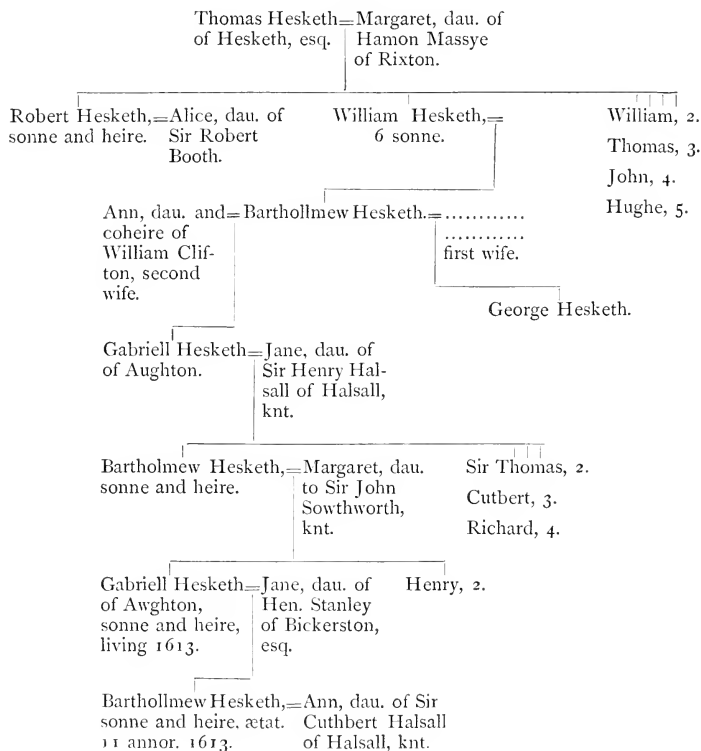 Thomas Hesketh=Margaret, dau. of
of Hesketh, esq. Hamon Massye
of Rixton.
Robert Hesketh,=Alice, dau. of
sonne and heire. Sir Robert
Booth.
William Hesketh,=
6 sonne.
William, 2.
Thomas, 3.
John, 4.
Hughe, 5.
Ann, dau. and=Barthollmew Hesketh.=............
coheire of ............
William Clif- first wife.
ton, second
wife.
George Hesketh.
Gabriell Hesketh=Jane, dau. of
of Aughton. Sir Henry Hal-
sall of Halsall,
knt.
Bartholmew Hesketh,=Margaret, dau.
sonne and heire. to Sir John
Sowthworth,
knt.
Sir Thomas, 2.
Cutbert, 3.
Richard, 4.
Gabriell Hesketh=Jane, dau. of Henry, 2.
of Awghton, Hen. Stanley
sonne and heire, of Bickerston,
living 1613. esq.
Barthollmew Hesketh,=Ann, dau. of Sir
sonne and heire, ætat. Cuthbert Halsall
11 annor. 1613. of Halsall, knt.